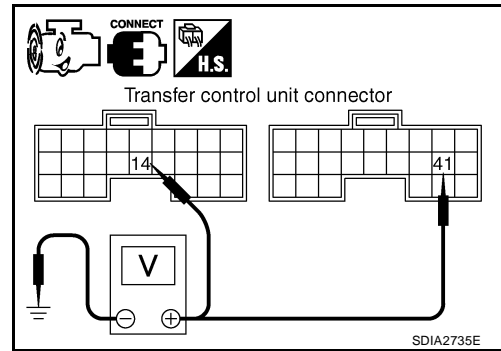 CONNECT
H.S.
Transfer control unit connector
14
41
V
− +
SDIA2735E